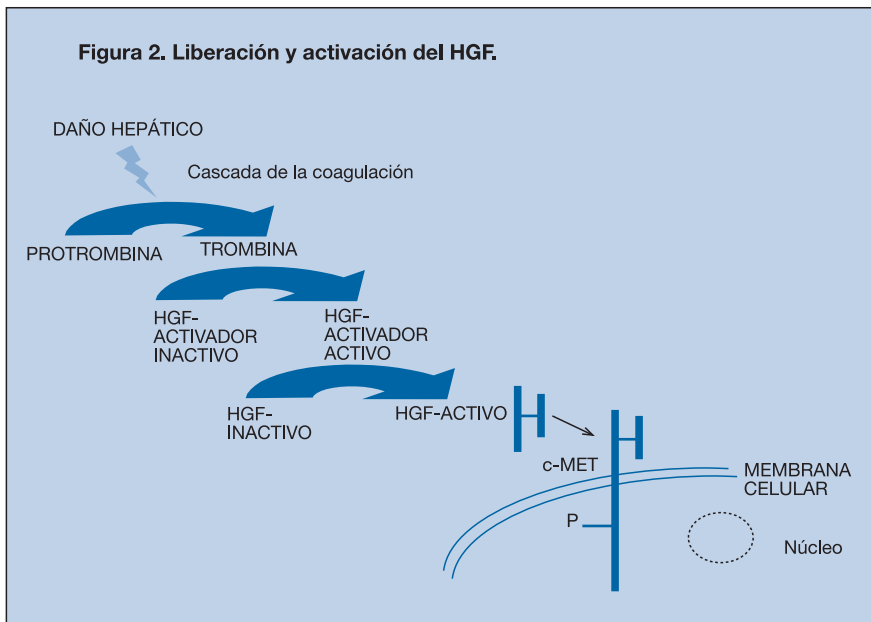 Figura 2. Liberación y activación del HGF.
DAÑO HEPÁTICO
Cascada de la coagulación
PROTROMBINA
TROMBINA
HGF-
ACTIVADOR
INACTIVO
HGF-
ACTIVADOR
ACTIVO
HGF-
INACTIVO
HGF-ACTIVO
c-MET
MEMBRANA
CELULAR
P
Núcleo